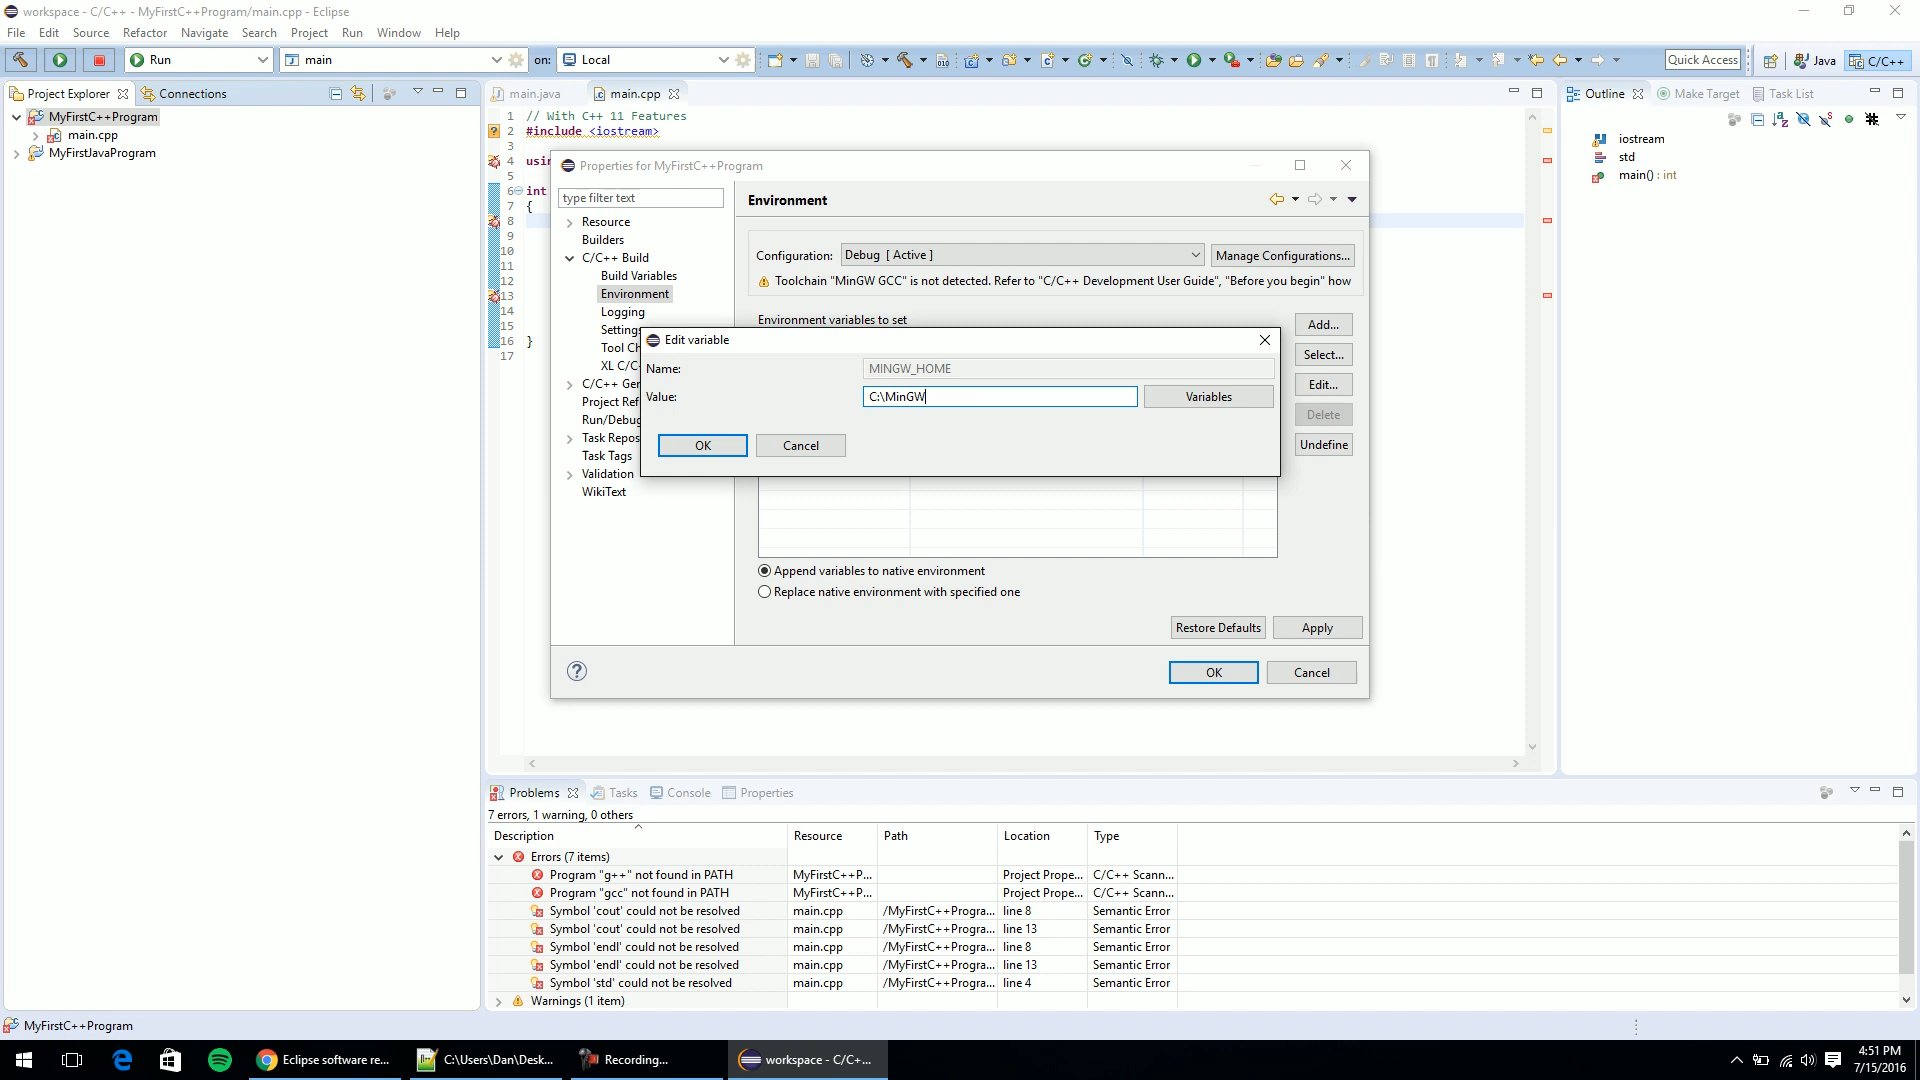 workspace - C/C++ - MyFirstC++Program/main.cpp - Eclipse
File Edit Source Refactor Navigate Search Project Run Window Help
Run main on: Local Quick Access Java C/C++
Project Explorer Connections
MyFirstC++Program
main.cpp
MyFirstJavaProgram
main.java main.cpp
1 // With C++ 11 Features
2 #include <iostream>
3
4 usin
5
6 int
7 {
8
9
10
11
12
13
14
15
16 }
17
Outline Make Target Task List
iostream
std
main() : int
Properties for MyFirstC++Program
type filter text
Resource
Builders
C/C++ Build
Build Variables
Environment
Logging
Settings
Tool Ch
XL C/C
C/C++ Ger
Project Ref
Run/Debug
Task Repos
Task Tags
Validation
WikiText
Environment
Configuration: Debug [ Active ] Manage Configurations...
Toolchain "MinGW GCC" is not detected. Refer to "C/C++ Development User Guide", "Before you begin" how
Environment variables to set
Add...
Select...
Edit...
Delete
Undefine
Edit variable
Name: MINGW_HOME
Value: C:\MinGW Variables
OK Cancel
Append variables to native environment
Replace native environment with specified one
Restore Defaults Apply
OK Cancel
Problems Tasks Console Properties
7 errors, 1 warning, 0 others
Description Resource Path Location Type
Errors (7 items)
Program "g++" not found in PATH MyFirstC++P... Project Prope... C/C++ Scann...
Program "gcc" not found in PATH MyFirstC++P... Project Prope... C/C++ Scann...
Symbol 'cout' could not be resolved main.cpp /MyFirstC++Progra... line 8 Semantic Error
Symbol 'cout' could not be resolved main.cpp /MyFirstC++Progra... line 13 Semantic Error
Symbol 'endl' could not be resolved main.cpp /MyFirstC++Progra... line 8 Semantic Error
Symbol 'endl' could not be resolved main.cpp /MyFirstC++Progra... line 13 Semantic Error
Symbol 'std' could not be resolved main.cpp /MyFirstC++Progra... line 4 Semantic Error
Warnings (1 item)
MyFirstC++Program
Eclipse software re... C:\Users\Dan\Desk... Recording... workspace - C/C+...
4:51 PM
7/15/2016